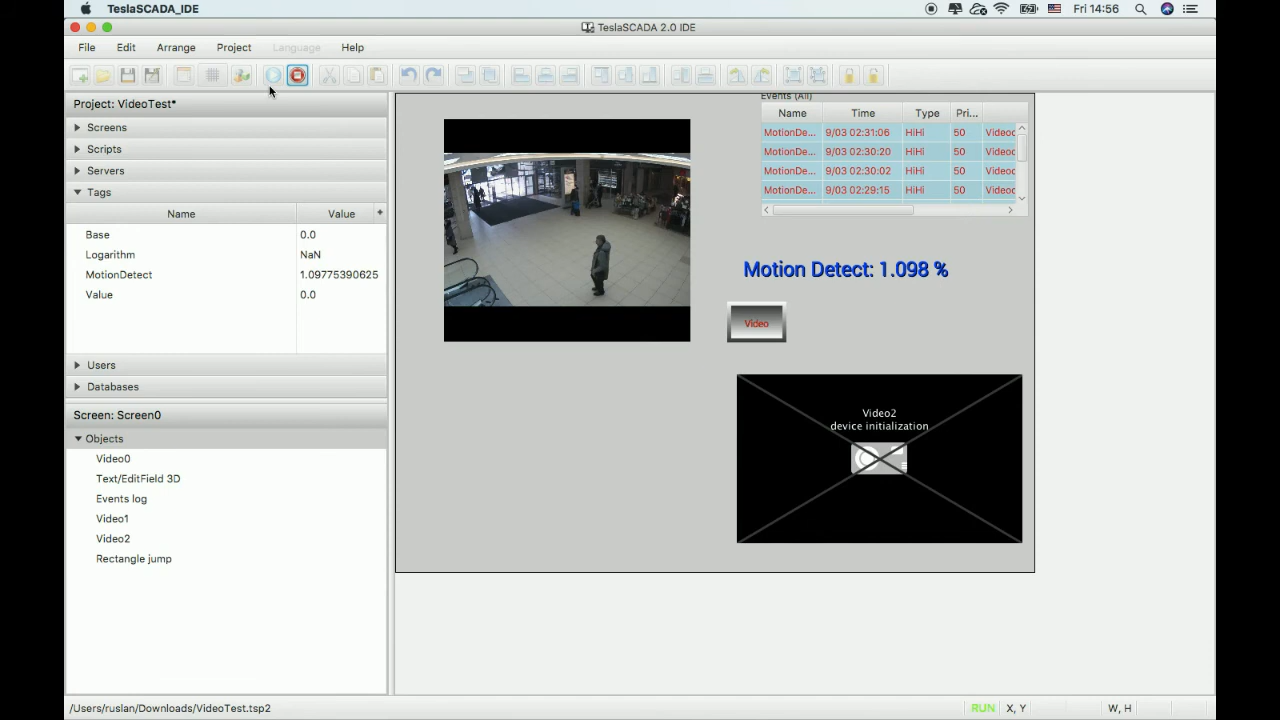 TeslaSCADA_IDE
Fri 14:56
TeslaSCADA 2.0 IDE
File Edit Arrange Project Language Help
Project: VideoTest*
Screens
Scripts
Servers
Tags
Name Value +
Base 0.0
Logarithm NaN
MotionDetect 1.09775390625
Value 0.0
Users
Databases
Screen: Screen0
Objects
Video0
Text/EditField 3D
Events log
Video1
Video2
Rectangle jump
Events (All)
Name Time Type Pri...
MotionDe... 9/03 02:31:06 HiHi 50 Videoc
MotionDe... 9/03 02:30:20 HiHi 50 Videoc
MotionDe... 9/03 02:30:02 HiHi 50 Videoc
MotionDe... 9/03 02:29:15 HiHi 50 Videoc
Motion Detect: 1.098 %
Video
Video2
device initialization
/Users/ruslan/Downloads/VideoTest.tsp2
RUN X, Y W, H